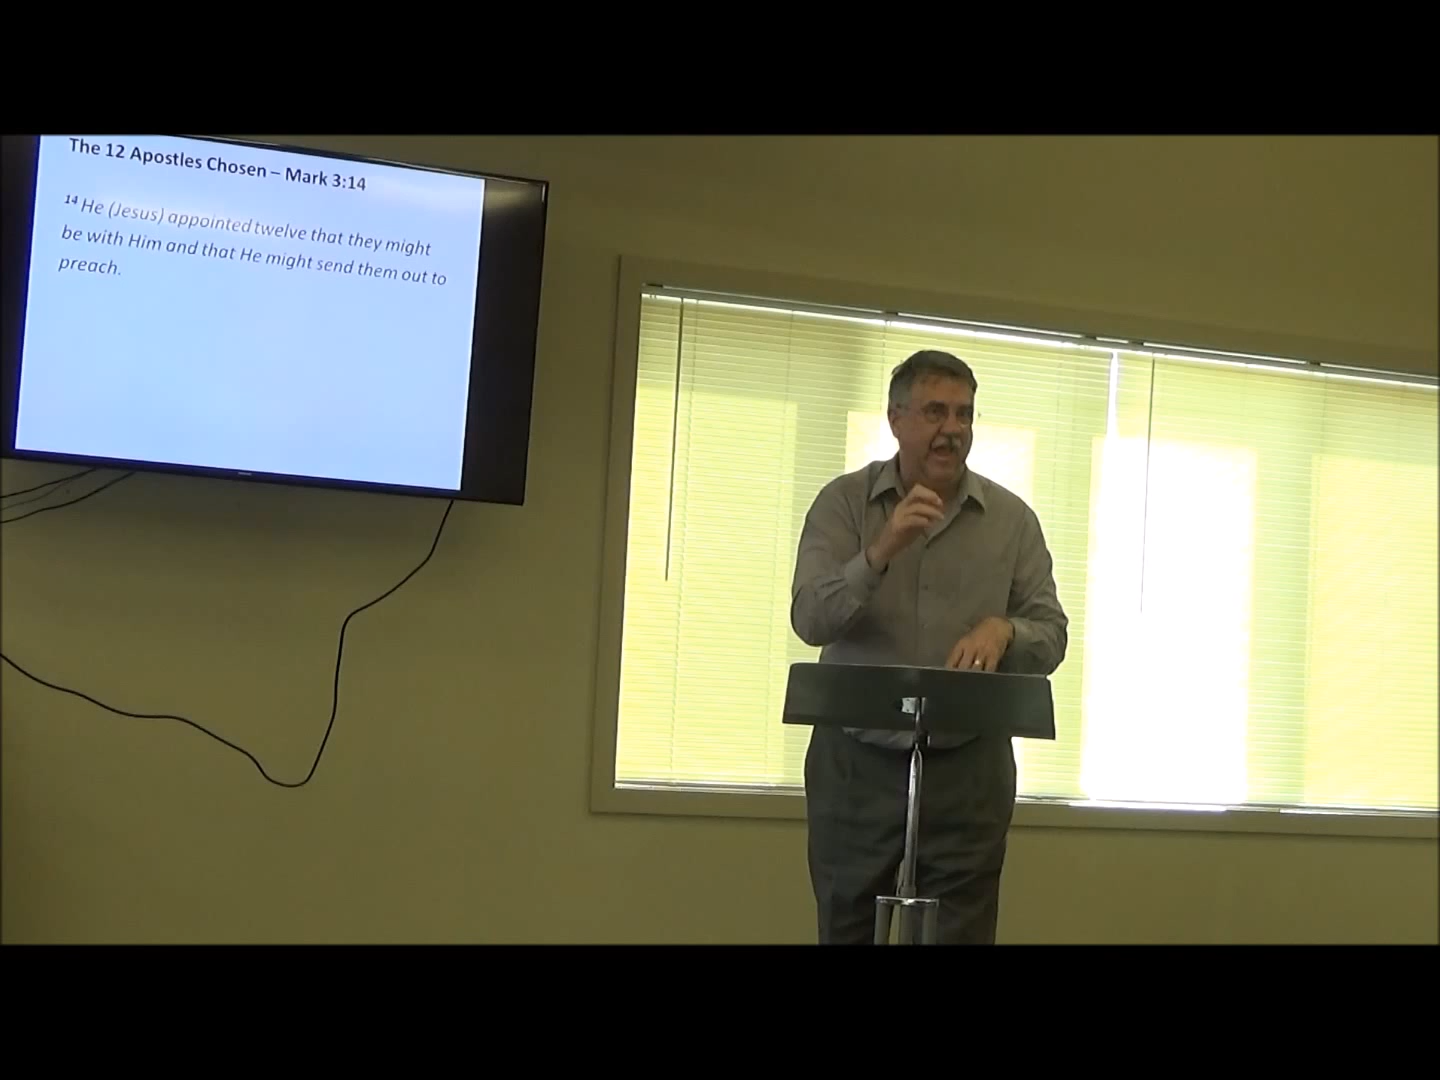 The 12 Apostles Chosen – Mark 3:14
14 He (Jesus) appointed twelve that they might
be with Him and that He might send them out to
preach.